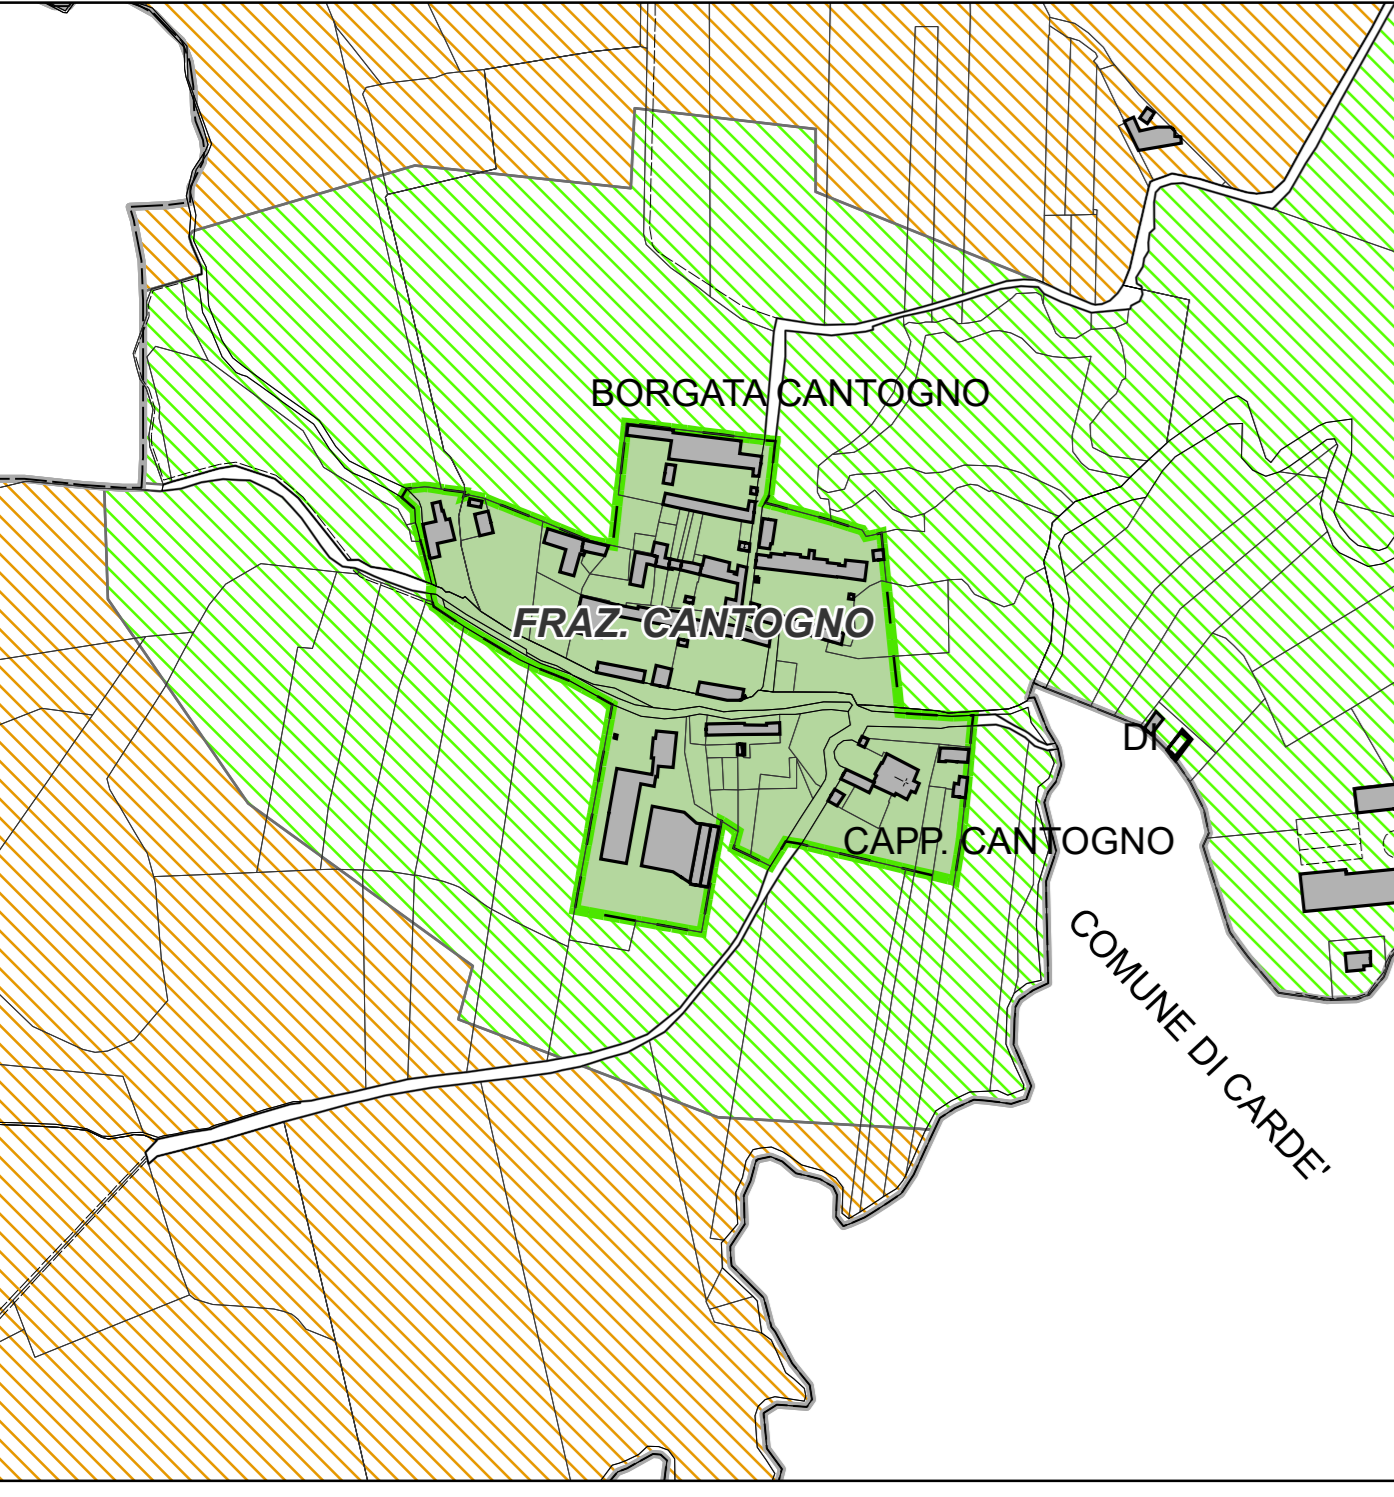 BORGATA CANTOGNO
FRAZ. CANTOGNO
DI
CAPP. CANTOGNO
COMUNE DI CARDE'